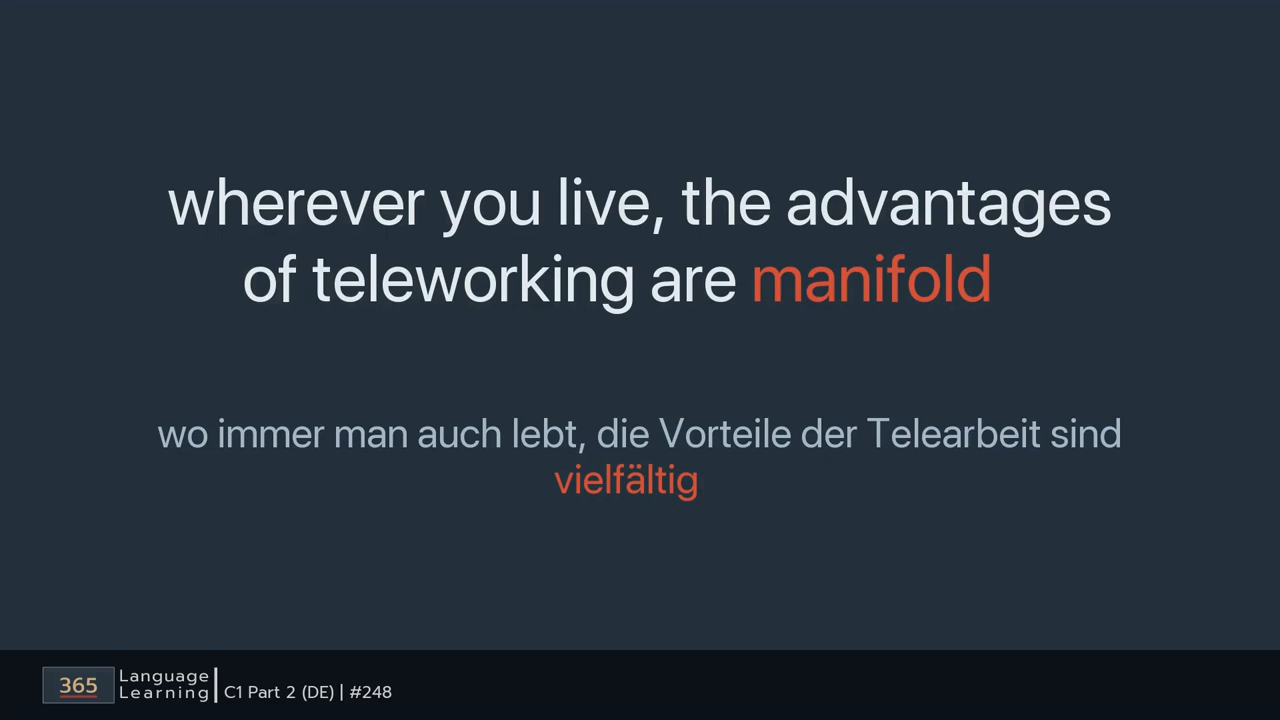 wherever you live, the advantages
of teleworking are manifold
wo immer man auch lebt, die Vorteile der Telearbeit sind
vielfältig
365
Language
Learning
C1 Part 2 (DE) | #248